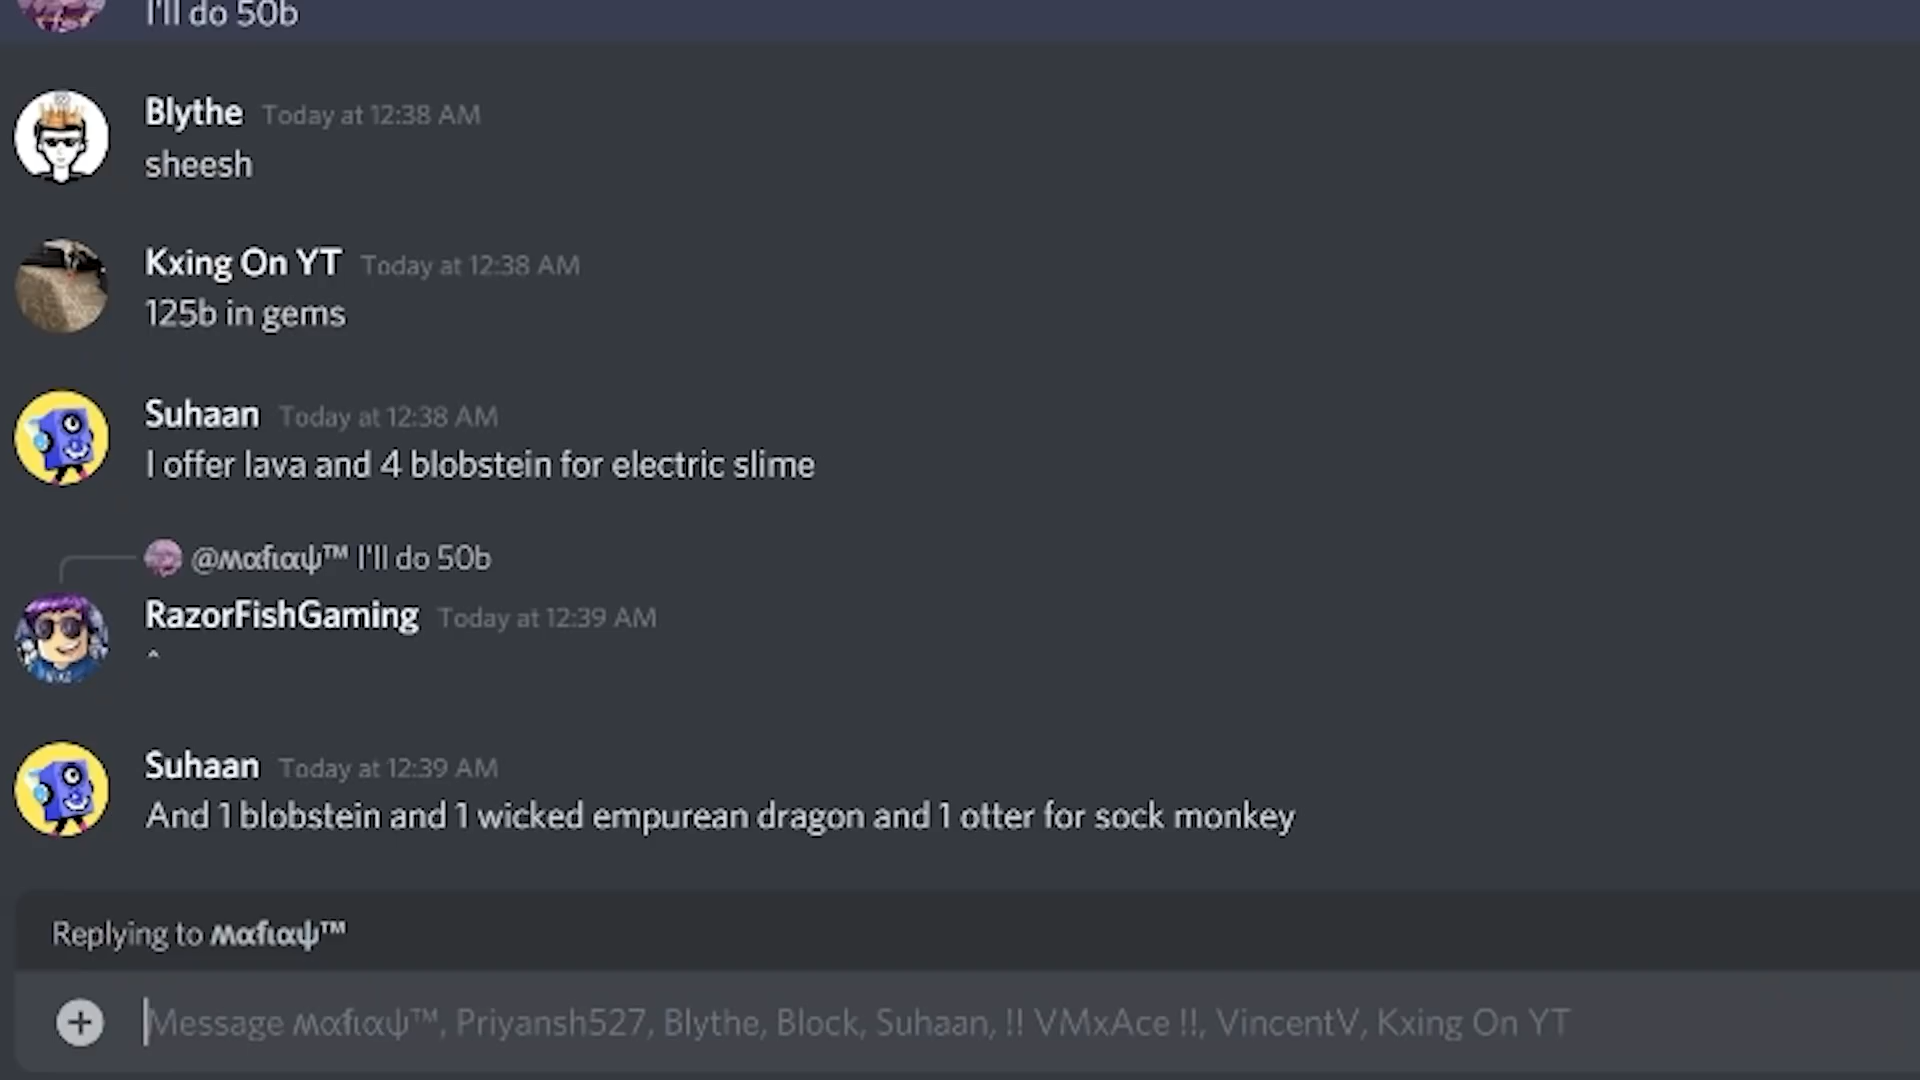 I'll do 50b
Blythe Today at 12:38 AM
sheesh
Kxing On YT Today at 12:38 AM
125b in gems
Suhaan Today at 12:38 AM
I offer lava and 4 blobstein for electric slime
@мαfιαψ™ I'll do 50b
RazorFishGaming Today at 12:39 AM
^
Suhaan Today at 12:39 AM
And 1 blobstein and 1 wicked empurean dragon and 1 otter for sock monkey
Replying to мαfιαψ™
Message мαfιαψ™, Priyansh527, Blythe, Block, Suhaan, !! VMxAce !!, VincentV, Kxing On YT